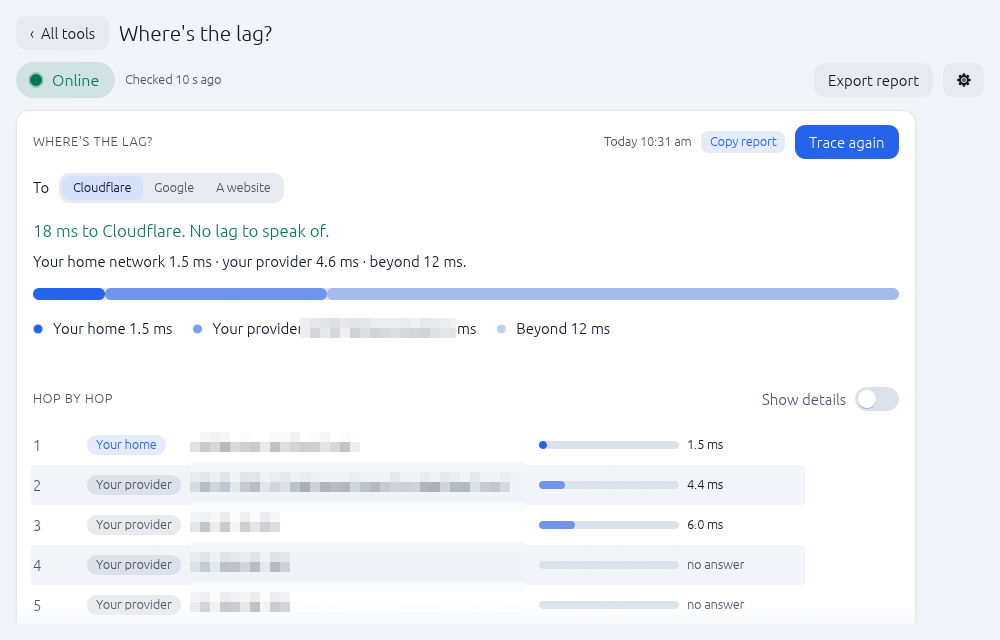 ‹ All tools Where's the lag?
Online Checked 10 s ago Export report
WHERE'S THE LAG? Today 10:31 am Copy report Trace again
To Cloudflare Google A website
18 ms to Cloudflare. No lag to speak of.
Your home network 1.5 ms · your provider 4.6 ms · beyond 12 ms.
Your home 1.5 ms Your provider ms Beyond 12 ms
HOP BY HOP Show details
1 Your home 1.5 ms
2 Your provider 4.4 ms
3 Your provider 6.0 ms
4 Your provider no answer
5 Your provider no answer